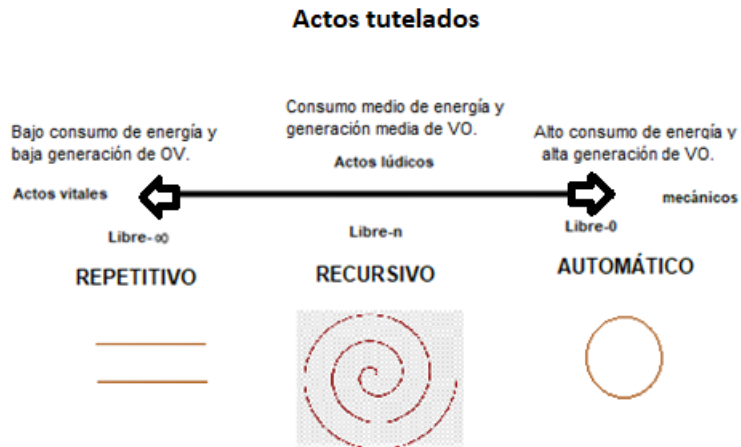 Actos tutelados
Bajo consumo de energía y
baja generación de OV.
Consumo medio de energía y
generación media de VO.
Alto consumo de energía y
alta generación de VO.
Actos vitales
Actos lúdicos
mecánicos
Libre-∞
Libre-n
Libre-0
REPETITIVO
RECURSIVO
AUTOMÁTICO